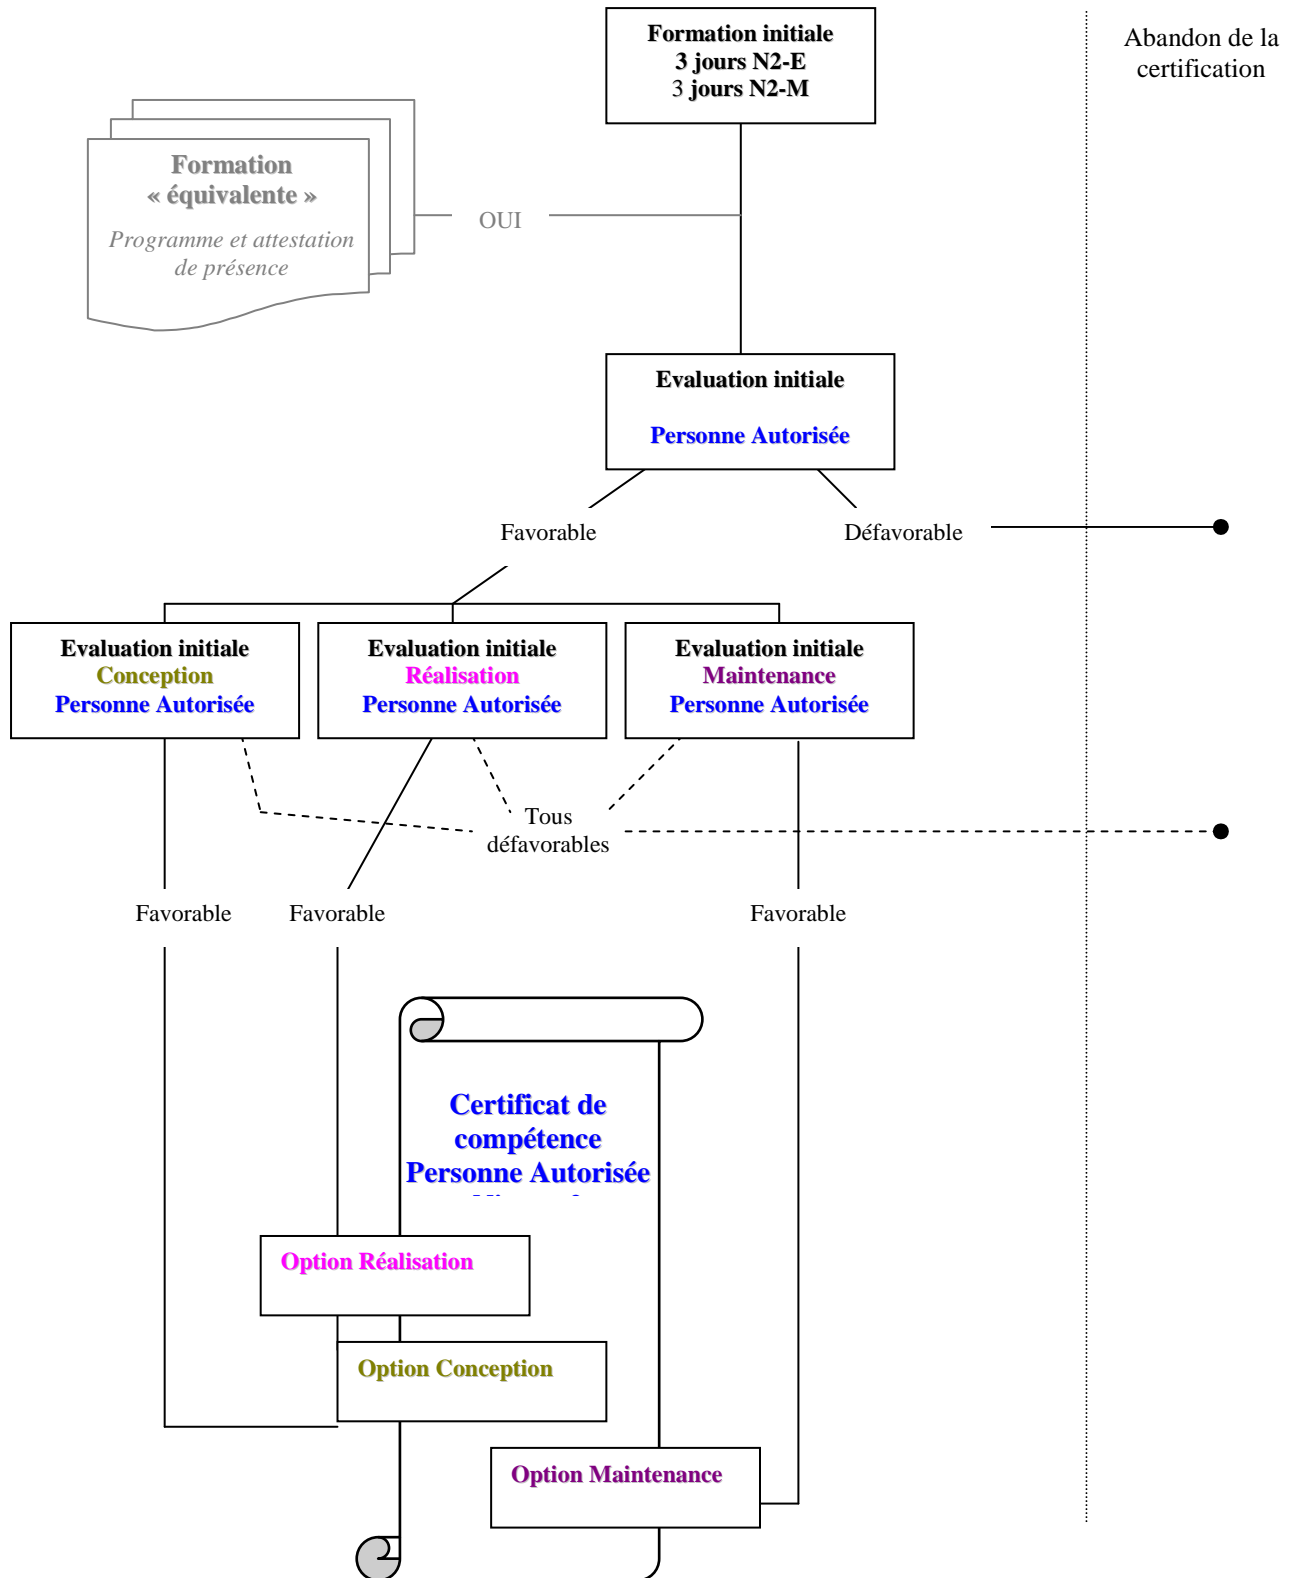 Formation initiale
3 jours N2-E
3 jours N2-M
Abandon de la
certification
Formation
« équivalente »
Programme et attestation
de présence
OUI
Evaluation initiale
Personne Autorisée
Favorable
Défavorable
Evaluation initiale
Conception
Personne Autorisée
Evaluation initiale
Réalisation
Personne Autorisée
Evaluation initiale
Maintenance
Personne Autorisée
Tous
défavorables
Favorable
Favorable
Favorable
Certificat de
compétence
Personne Autorisée
Option Réalisation
Option Conception
Option Maintenance